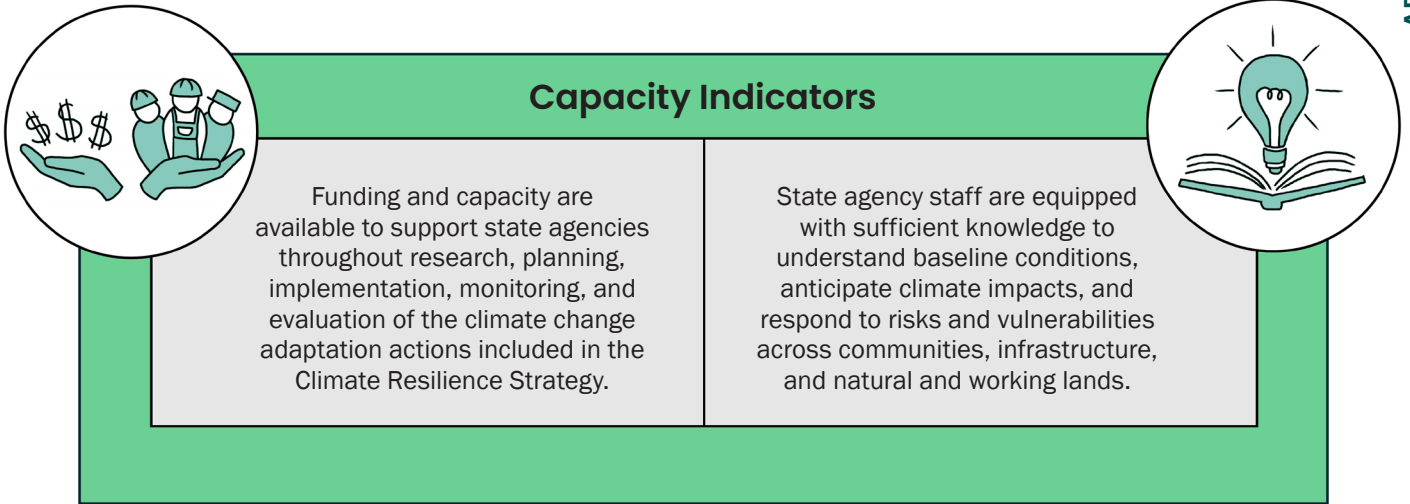 Capacity Indicators
Funding and capacity are
available to support state agencies
throughout research, planning,
implementation, monitoring, and
evaluation of the climate change
adaptation actions included in the
Climate Resilience Strategy.
State agency staff are equipped
with sufficient knowledge to
understand baseline conditions,
anticipate climate impacts, and
respond to risks and vulnerabilities
across communities, infrastructure,
and natural and working lands.
$$$